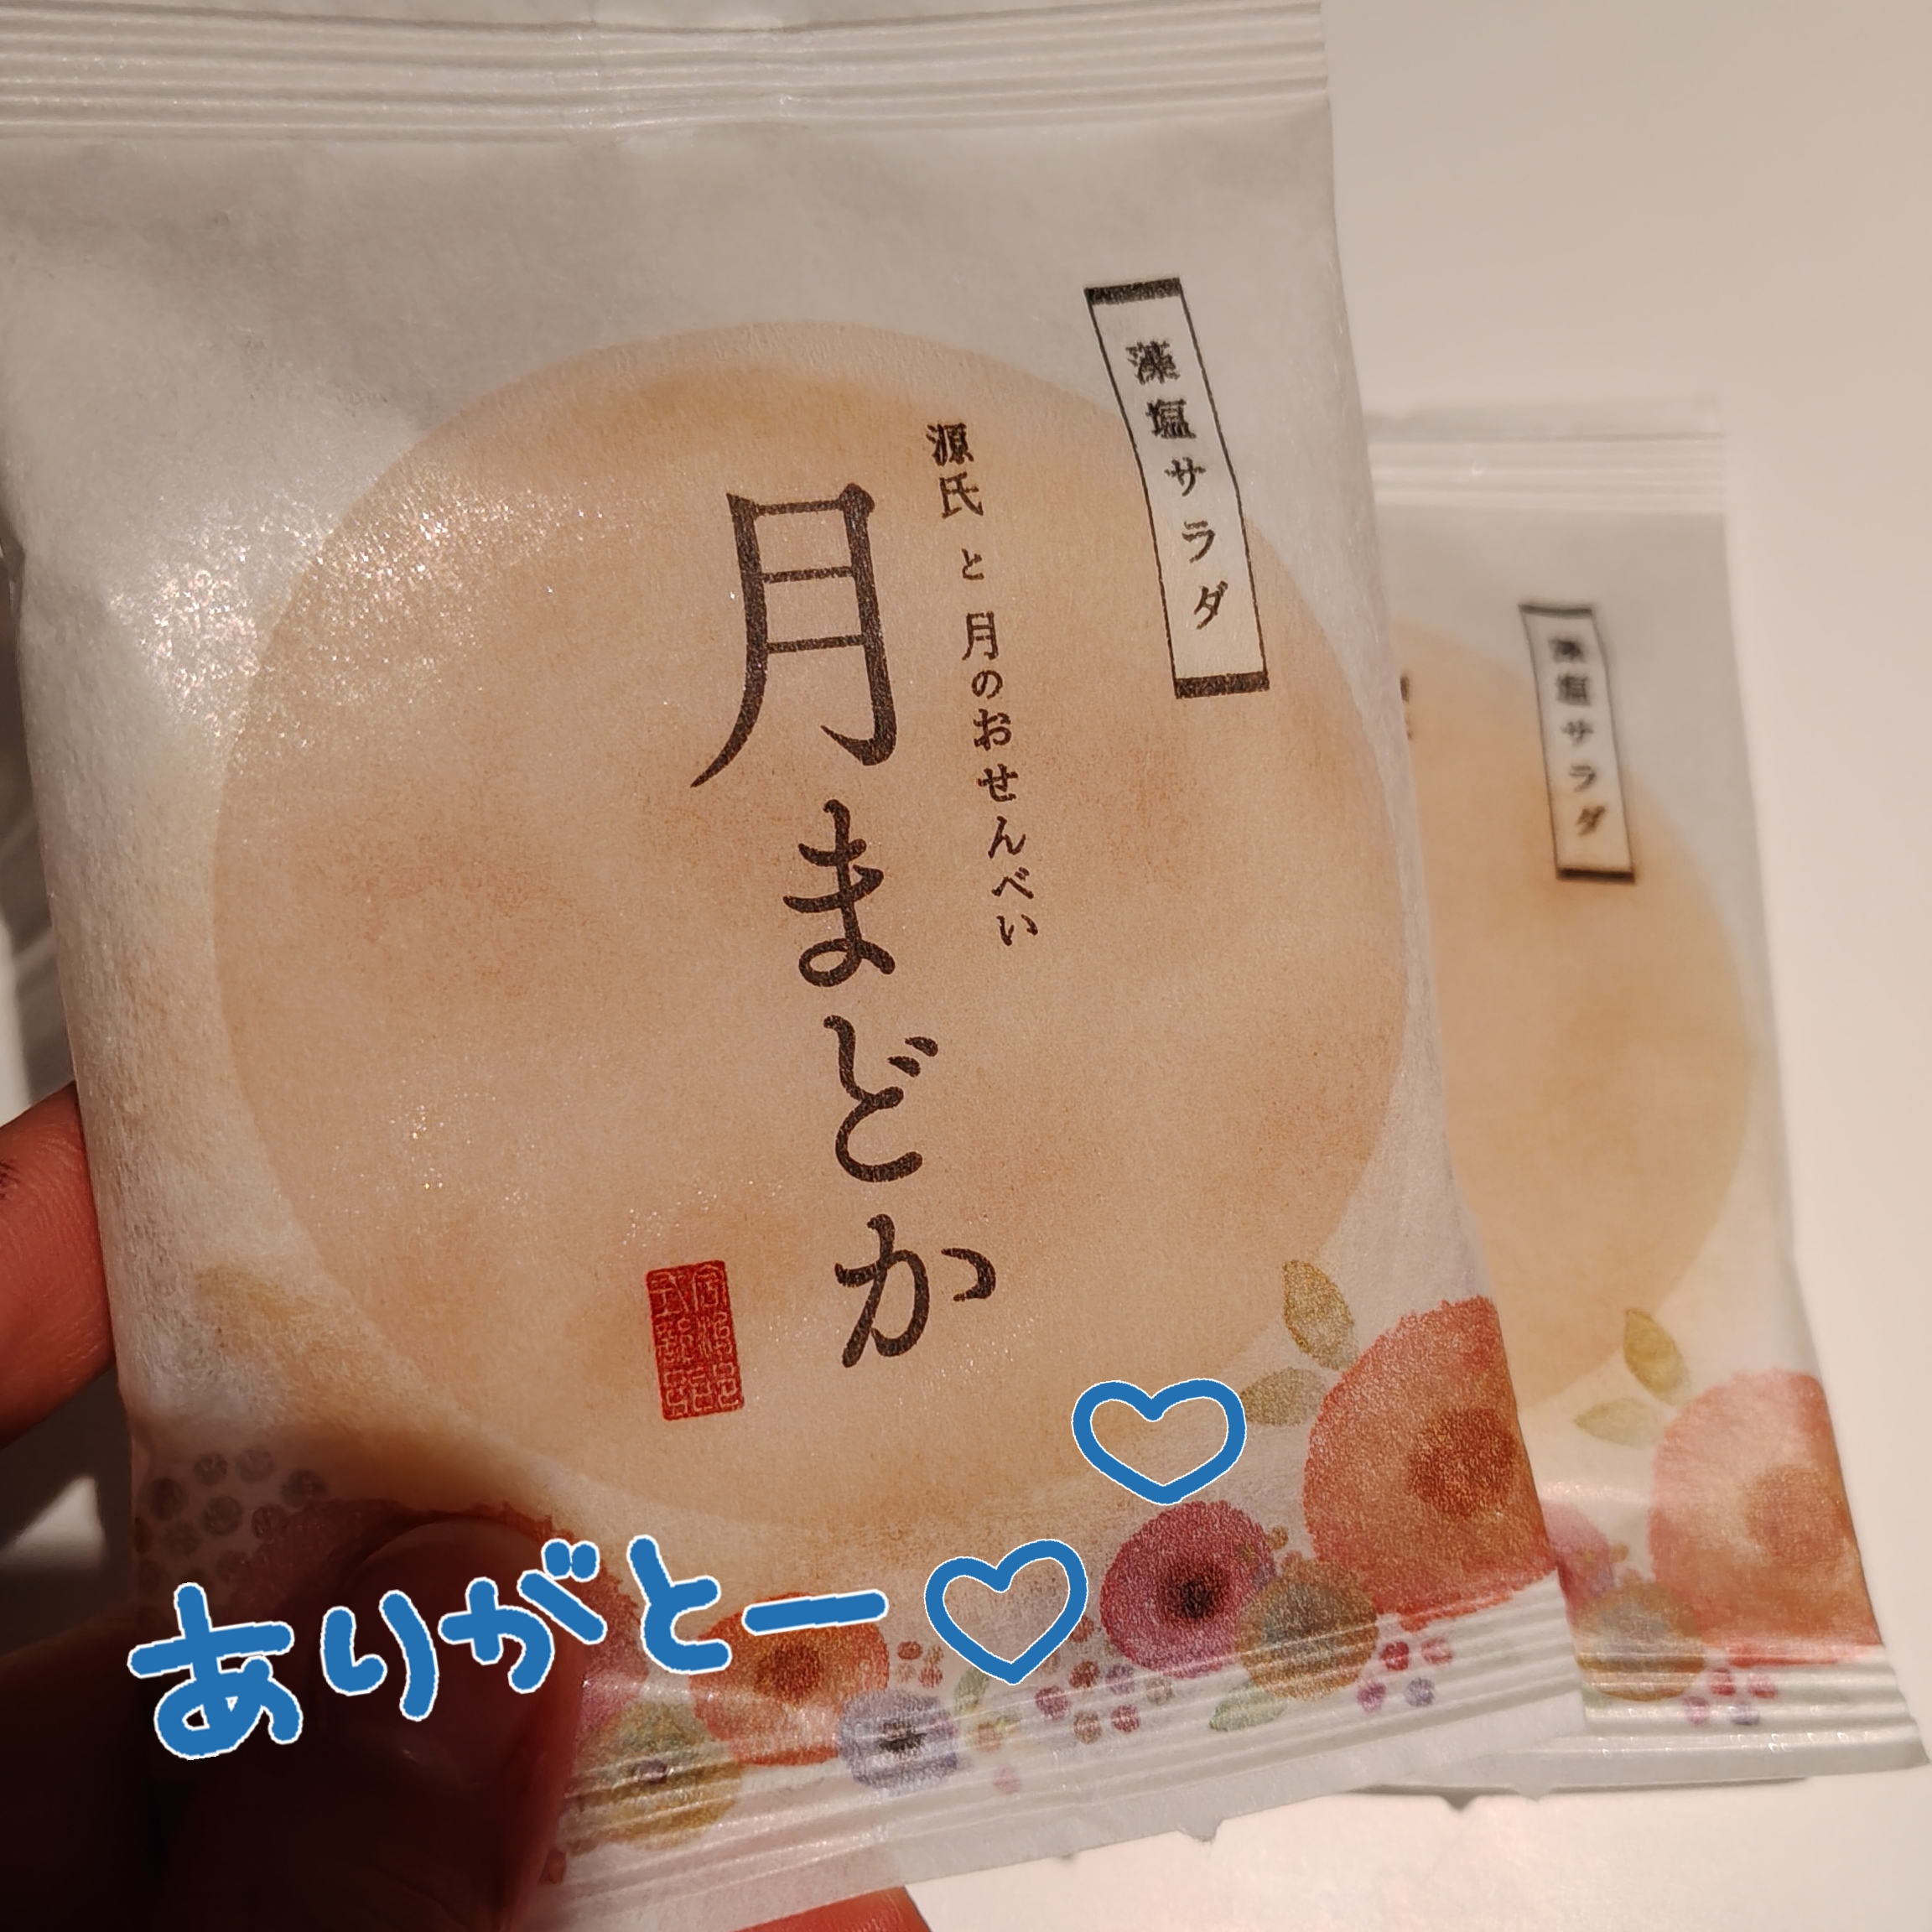 藻塩サラダ
源氏と月のおせんべい
月まどか
藻塩サラダ
ありがとー